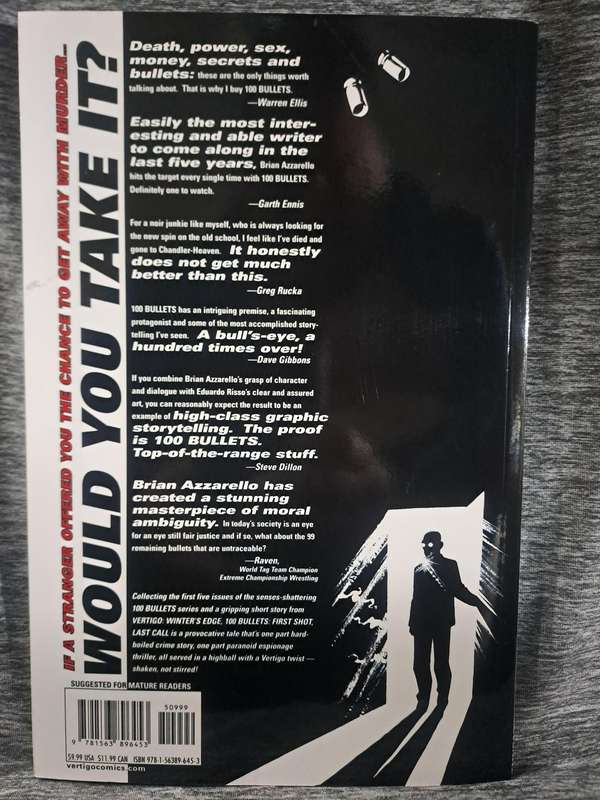 IF A STRANGER OFFERED YOU THE CHANCE TO GET AWAY WITH MURDER...
WOULD YOU TAKE IT?
Death, power, sex,
money, secrets and
bullets: these are the only things worth
talking about. That is why I buy 100 BULLETS.
—Warren Ellis
Easily the most inter-
esting and able writer
to come along in the
last five years, Brian Azzarello
hits the target every single time with 100 BULLETS.
Definitely one to watch.
—Garth Ennis
For a noir junkie like myself, who is always looking for
the new spin on the old school, I feel like I've died and
gone to Chandler-Heaven. It honestly
does not get much
better than this.
—Greg Rucka
100 BULLETS has an intriguing premise, a fascinating
protagonist and some of the most accomplished story-
telling I've seen. A bull's-eye, a
hundred times over!
—Dave Gibbons
If you combine Brian Azzarello's grasp of character
and dialogue with Eduardo Risso's clear and assured
art, you can reasonably expect the result to be an
example of high-class graphic
storytelling. The proof
is 100 BULLETS.
Top-of-the-range stuff.
—Steve Dillon
Brian Azzarello has
created a stunning
masterpiece of moral
ambiguity. In today's society is an eye
for an eye still fair justice and if so, what about the 99
remaining bullets that are untraceable?
—Raven,
World Tag Team Champion
Extreme Championship Wrestling
Collecting the first five issues of the senses-shattering
100 BULLETS series and a gripping short story from
VERTIGO: WINTER'S EDGE, 100 BULLETS: FIRST SHOT,
LAST CALL is a provocative tale that's one part hard-
boiled crime story, one part paranoid espionage
thriller, all served in a highball with a Vertigo twist —
shaken, not stirred!
SUGGESTED FOR MATURE READERS
50999
9 781563 896453
$9.99 USA $11.99 CAN ISBN 978-1-56389-645-3
vertigocomics.com